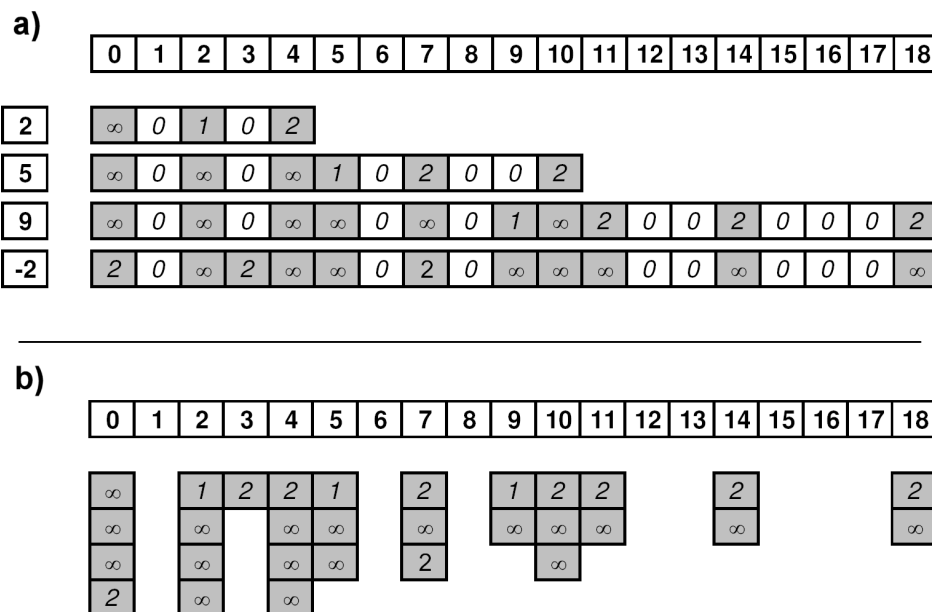 a)
0 1 2 3 4 5 6 7 8 9 10 11 12 13 14 15 16 17 18
2 ∞ 0 1 0 2
5 ∞ 0 ∞ 0 ∞ 1 0 2 0 0 2
9 ∞ 0 ∞ 0 ∞ ∞ 0 ∞ 0 1 ∞ 2 0 0 2 0 0 0 2
-2 2 0 ∞ 2 ∞ ∞ 0 2 0 ∞ ∞ ∞ 0 0 ∞ 0 0 0 ∞
b)
0 1 2 3 4 5 6 7 8 9 10 11 12 13 14 15 16 17 18
∞ 1 2 2 1 2 1 2 2 2 2
∞ ∞ ∞ ∞ ∞ ∞ ∞ ∞ ∞ ∞
∞ ∞ ∞ ∞ 2 ∞
2 ∞ ∞